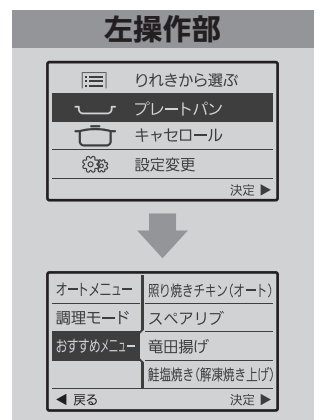 左操作部
りれきから選ぶ
プレートパン
キャセロール
設定変更
決定 ▶
オートメニュー 照り焼きチキン(オート)
調理モード スペアリブ
おすすめメニュー 竜田揚げ
鮭塩焼き(解凍焼き上げ)
◀ 戻る 決定 ▶